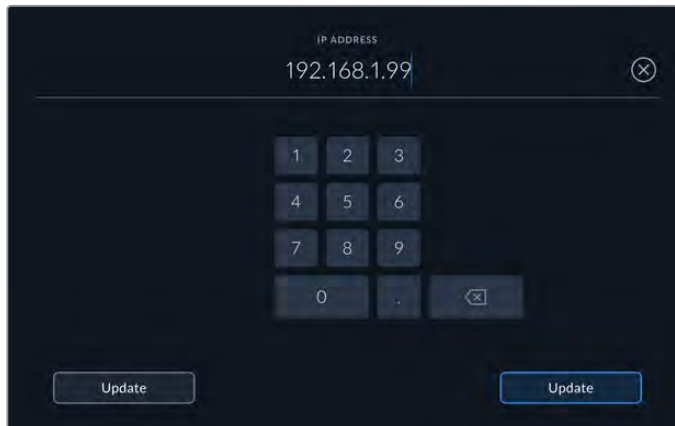 IP ADDRESS
192.168.1.99
1 2 3
4 5 6
7 8 9
0 .
Update Update